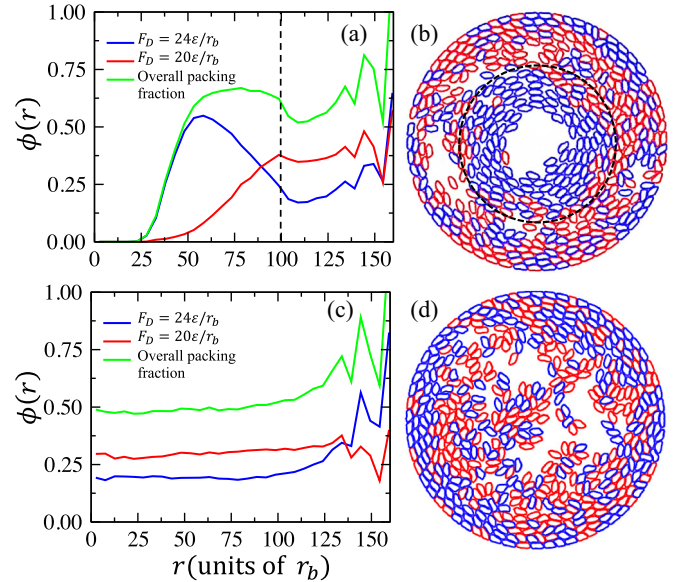 (a)
F_D = 24ε/r_b
F_D = 20ε/r_b
Overall packing
fraction
1.00
0.75
0.50
0.25
0.00
ϕ(r)
0 25 50 75 100 125 150
(b)
(c)
F_D = 24ε/r_b
F_D = 20ε/r_b
Overall packing
fraction
1.00
0.75
0.50
0.25
0.00
ϕ(r)
0 25 50 75 100 125 150
r(units of r_b)
(d)